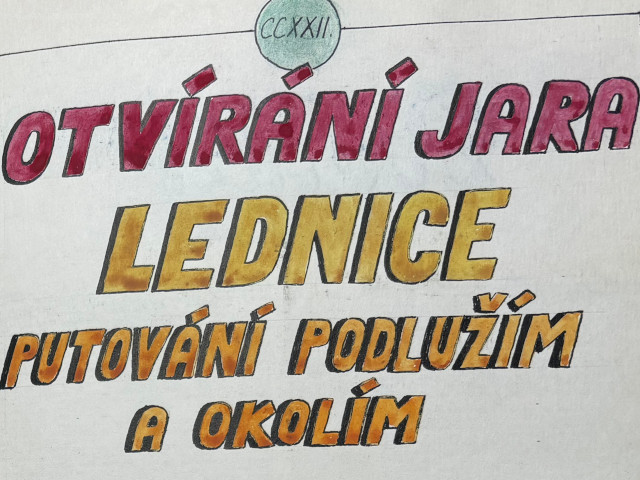 CCXXII.
OTVÍRÁNÍ JARA
LEDNICE
PUTOVÁNÍ PODLUŽÍM
A OKOLÍM